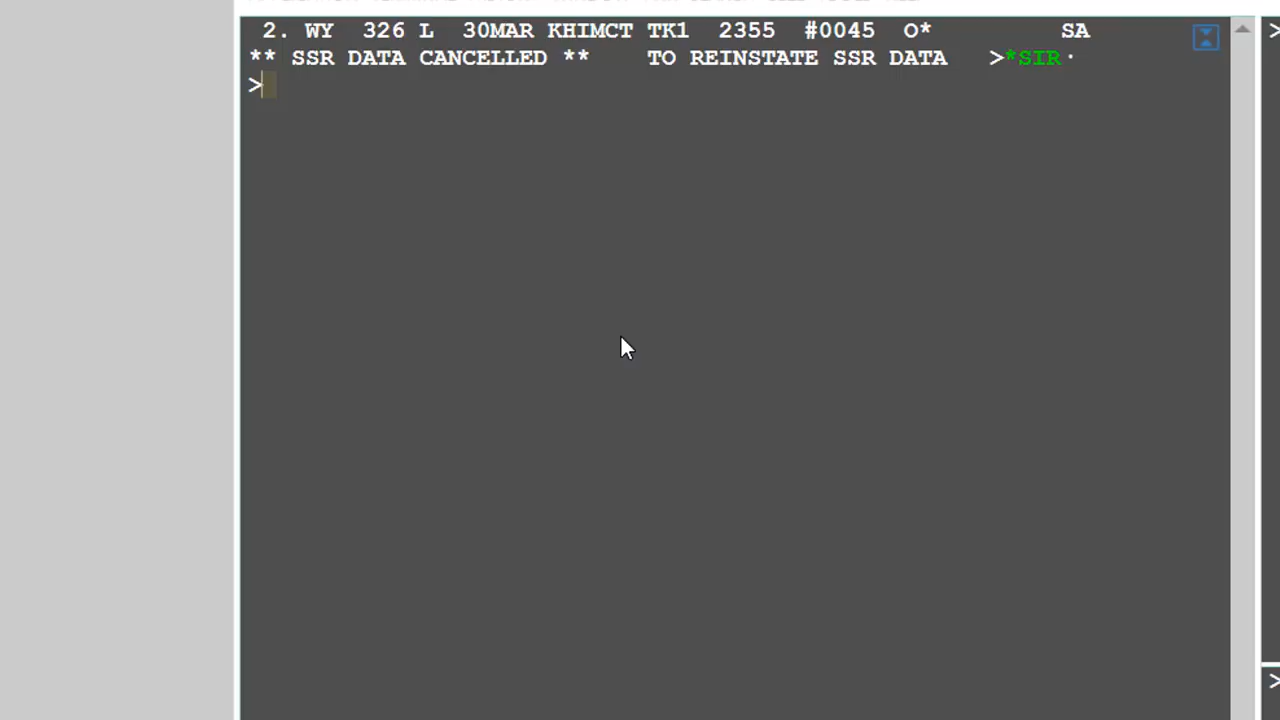 2. WY 326 L 30MAR KHIMCT TK1 2355 #0045 O* SA
** SSR DATA CANCELLED ** TO REINSTATE SSR DATA >*SIR·
>
>
>